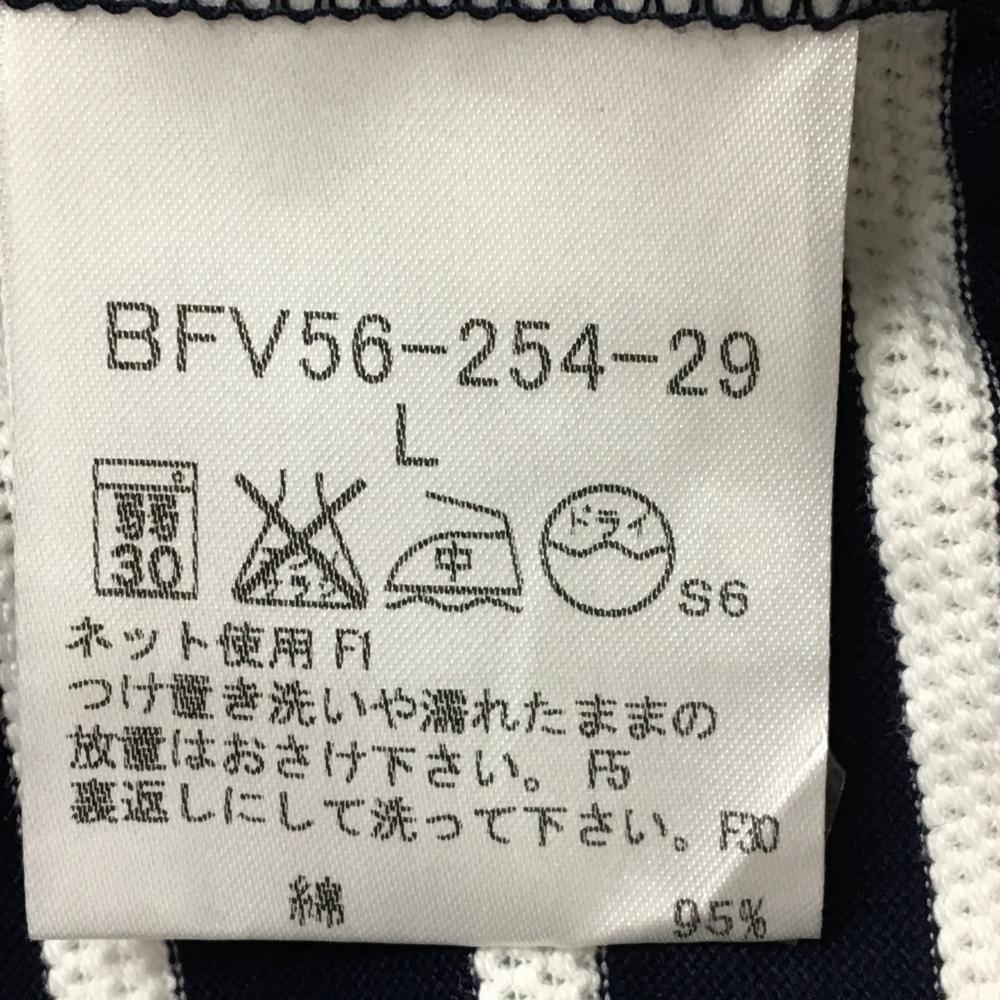 BFV56-254-29
L
弱
30
中
ドライ
S6
ネット使用 F1
つけ置き洗いや濡れたままの
放置はおさけ下さい。 F5
裏返しにして洗って下さい。 F30
綿 95%